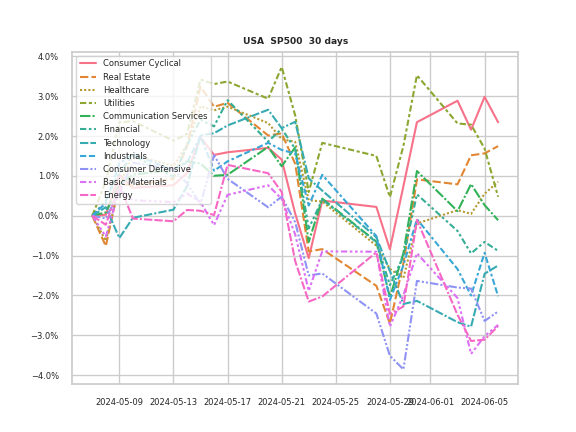 USA SP500 30 days
4.0%
3.0%
2.0%
1.0%
0.0%
−1.0%
−2.0%
−3.0%
−4.0%
Consumer Cyclical
Real Estate
Healthcare
Utilities
Communication Services
Financial
Technology
Industrials
Consumer Defensive
Basic Materials
Energy
2024-05-09 2024-05-13 2024-05-17 2024-05-21 2024-05-25 2024-05-29 2024-06-01 2024-06-05